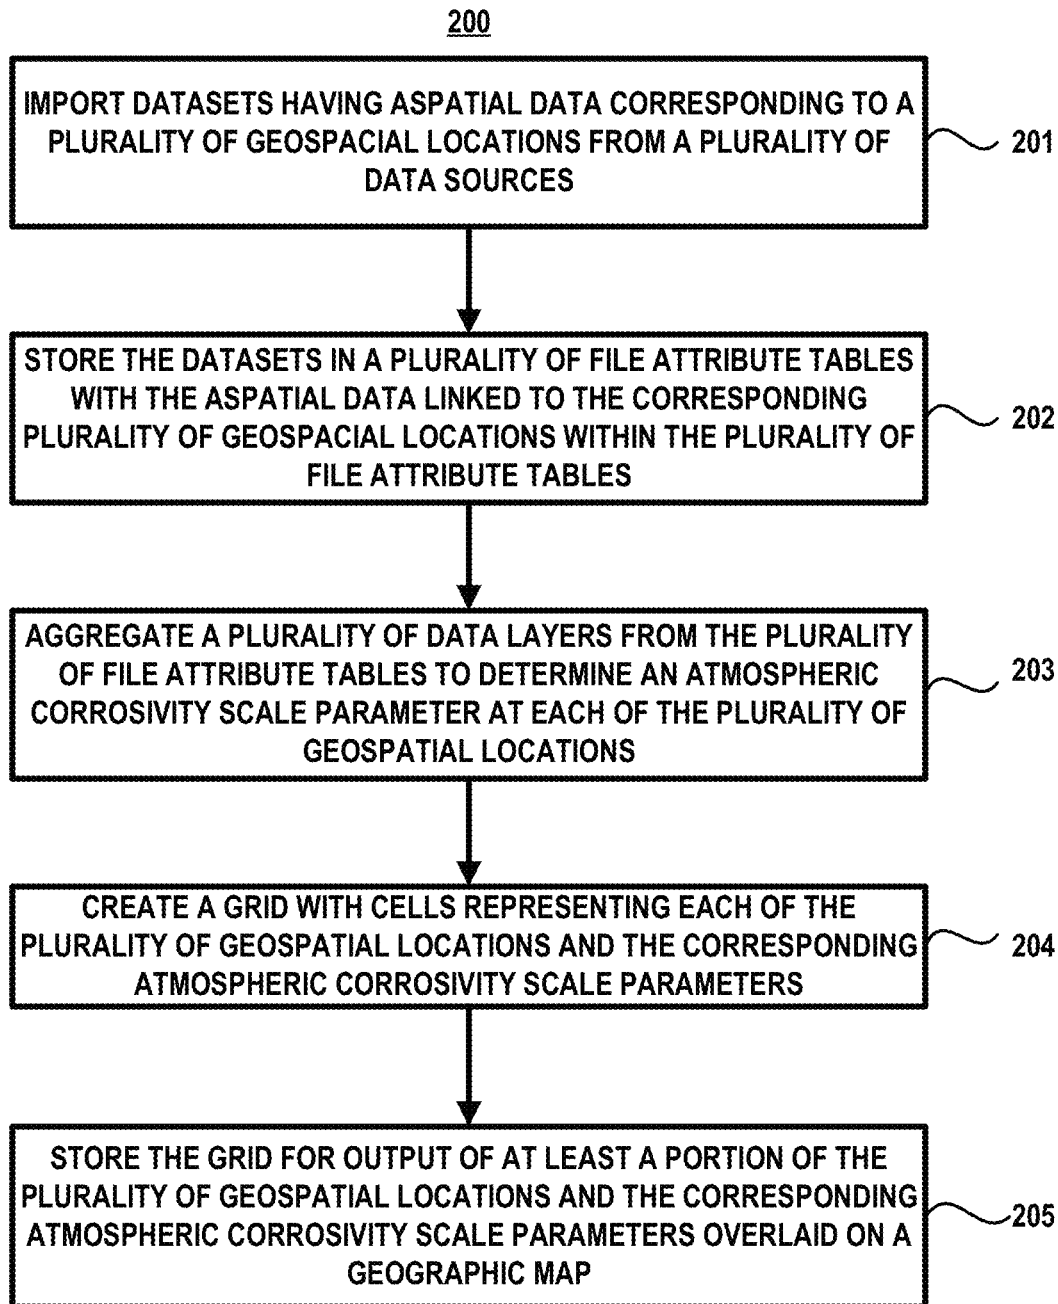 200
IMPORT DATASETS HAVING ASPATIAL DATA CORRESPONDING TO A
PLURALITY OF GEOSPACIAL LOCATIONS FROM A PLURALITY OF
DATA SOURCES
201
STORE THE DATASETS IN A PLURALITY OF FILE ATTRIBUTE TABLES
WITH THE ASPATIAL DATA LINKED TO THE CORRESPONDING
PLURALITY OF GEOSPACIAL LOCATIONS WITHIN THE PLURALITY OF
FILE ATTRIBUTE TABLES
202
AGGREGATE A PLURALITY OF DATA LAYERS FROM THE PLURALITY
OF FILE ATTRIBUTE TABLES TO DETERMINE AN ATMOSPHERIC
CORROSIVITY SCALE PARAMETER AT EACH OF THE PLURALITY OF
GEOSPATIAL LOCATIONS
203
CREATE A GRID WITH CELLS REPRESENTING EACH OF THE
PLURALITY OF GEOSPATIAL LOCATIONS AND THE CORRESPONDING
ATMOSPHERIC CORROSIVITY SCALE PARAMETERS
204
STORE THE GRID FOR OUTPUT OF AT LEAST A PORTION OF THE
PLURALITY OF GEOSPATIAL LOCATIONS AND THE CORRESPONDING
ATMOSPHERIC CORROSIVITY SCALE PARAMETERS OVERLAID ON A
GEOGRAPHIC MAP
205